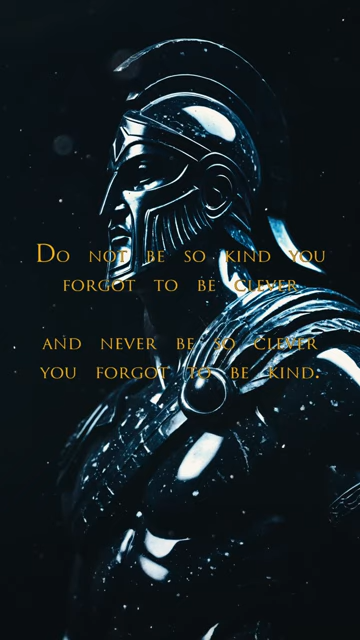 Do not be so kind you
forgot to be clever
and never be so clever
you forgot to be kind.